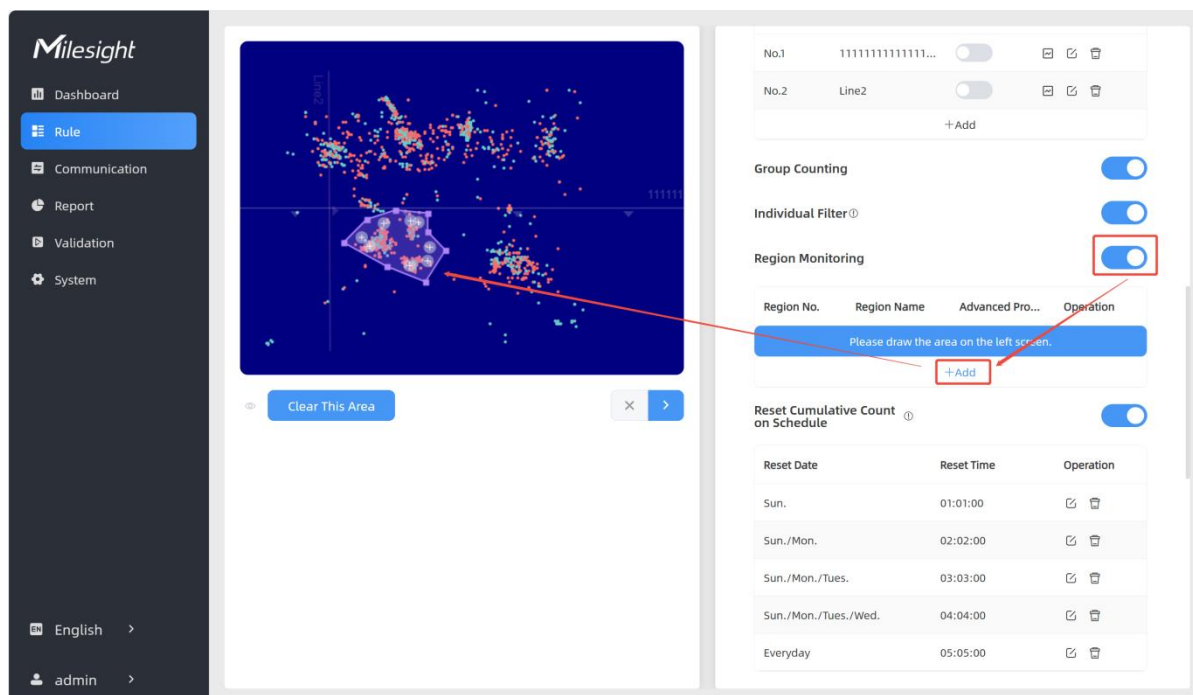 Milesight
Dashboard
Rule
Communication
Report
Validation
System
EN English >
admin >
Line2
111111
Clear This Area
No.1 11111111111111...
No.2 Line2
+Add
Group Counting
Individual Filter
Region Monitoring
Region No. Region Name Advanced Pro... Operation
Please draw the area on the left screen.
+Add
Reset Cumulative Count
on Schedule
Reset Date Reset Time Operation
Sun. 01:01:00
Sun./Mon. 02:02:00
Sun./Mon./Tues. 03:03:00
Sun./Mon./Tues./Wed. 04:04:00
Everyday 05:05:00